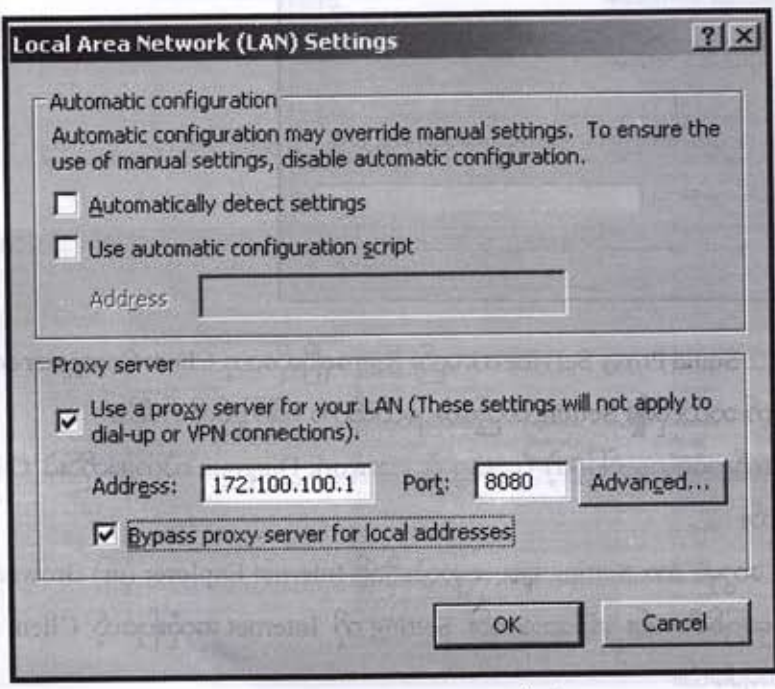 Local Area Network (LAN) Settings
Automatic configuration
Automatic configuration may override manual settings. To ensure the
use of manual settings, disable automatic configuration.
Automatically detect settings
Use automatic configuration script
Address
Proxy server
Use a proxy server for your LAN (These settings will not apply to
dial-up or VPN connections).
Address: 172.100.100.1 Port: 8080 Advanced...
Bypass proxy server for local addresses
OK Cancel